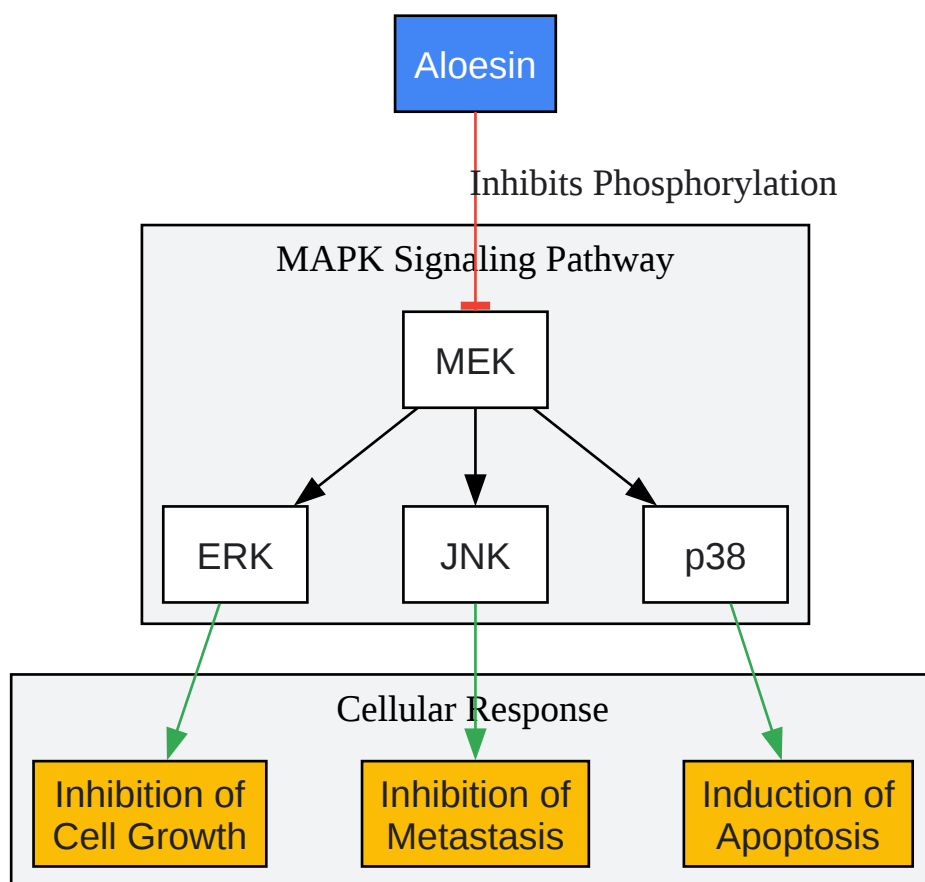 Aloesin
Inhibits Phosphorylation
MAPK Signaling Pathway
MEK
ERK
JNK
p38
Cellular Response
Inhibition of
Cell Growth
Inhibition of
Metastasis
Induction of
Apoptosis